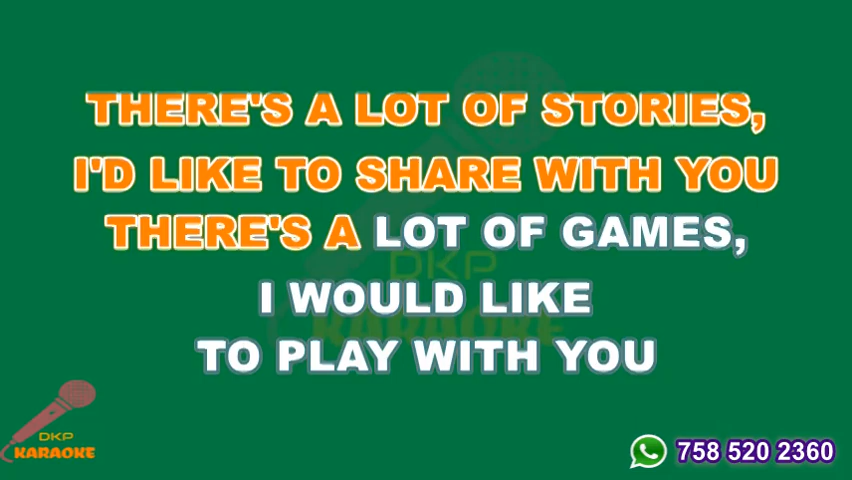 THERE'S A LOT OF STORIES,
I'D LIKE TO SHARE WITH YOU
THERE'S A LOT OF GAMES,
DKP
KARAOKE
I WOULD LIKE
TO PLAY WITH YOU
DKP
KARAOKE
758 520 2360